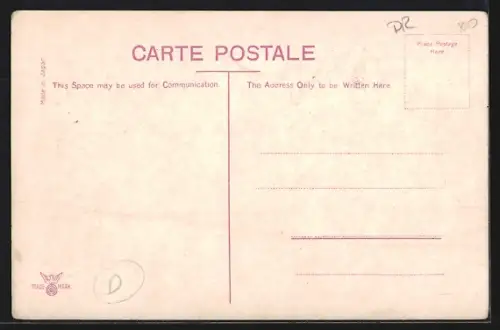 DR
CARTE POSTALE
Place Postage
Here
This Space may be used for Communication.
The Address Only to be Written Here.
Made in Japan
TRADE MARK
D